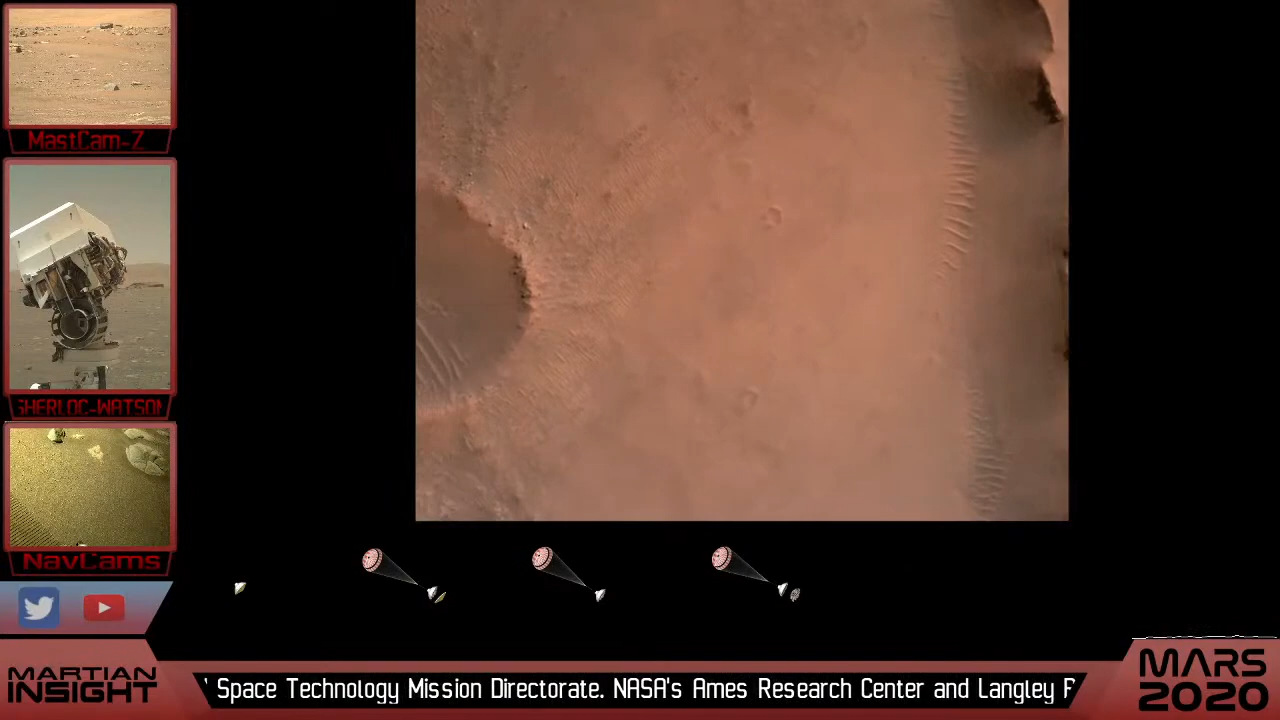 MastCam-Z
SHERLOC-WATSON
NavCams
MARTIAN
INSIGHT
Space Technology Mission Directorate. NASA's Ames Research Center and Langley
MARS
2020